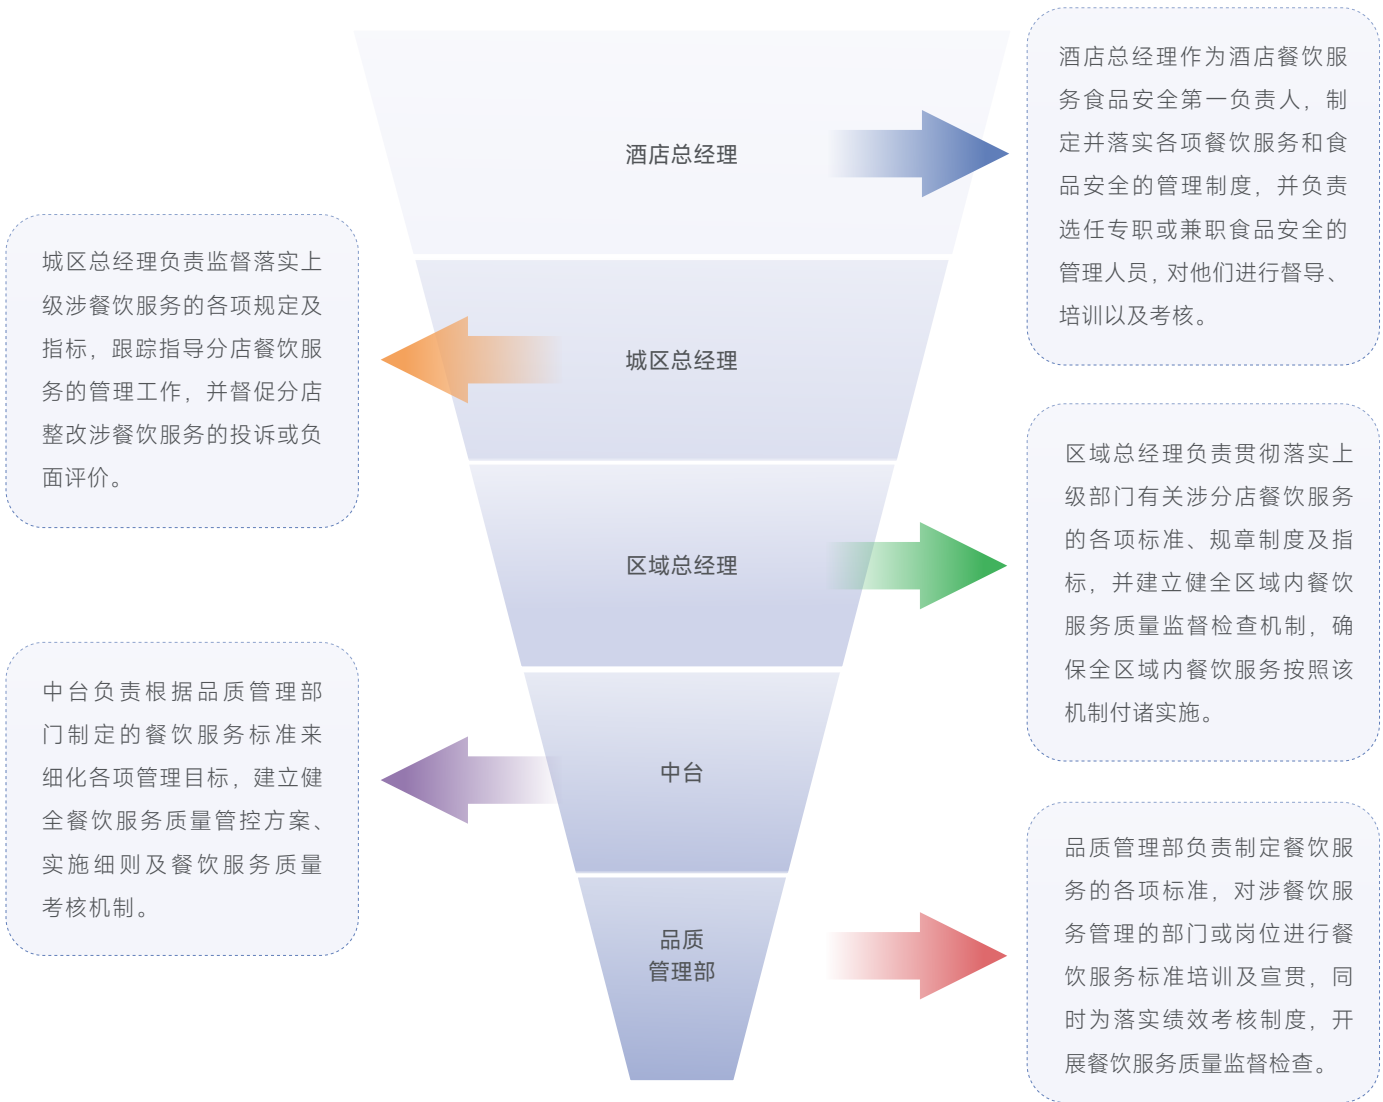 酒店总经理
酒店总经理作为酒店餐饮服
务食品安全第一负责人，制
定并落实各项餐饮服务和食
品安全的管理制度，并负责
选任专职或兼职食品安全的
管理人员，对他们进行督导、
培训以及考核。
城区总经理
城区总经理负责监督落实上
级涉餐饮服务的各项规定及
指标，跟踪指导分店餐饮服
务的管理工作，并督促分店
整改涉餐饮服务的投诉或负
面评价。
区域总经理
区域总经理负责贯彻落实上
级部门有关涉分店餐饮服务
的各项标准、规章制度及指
标，并建立健全区域内餐饮
服务质量监督检查机制，确
保全区域内餐饮服务按照该
机制付诸实施。
中台
中台负责根据品质管理部
门制定的餐饮服务标准来
细化各项管理目标，建立健
全餐饮服务质量管控方案、
实施细则及餐饮服务质量
考核机制。
品质
管理部
品质管理部负责制定餐饮服
务的各项标准，对涉餐饮服
务管理的部门或岗位进行餐
饮服务标准培训及宣贯，同
时为落实绩效考核制度，开
展餐饮服务质量监督检查。